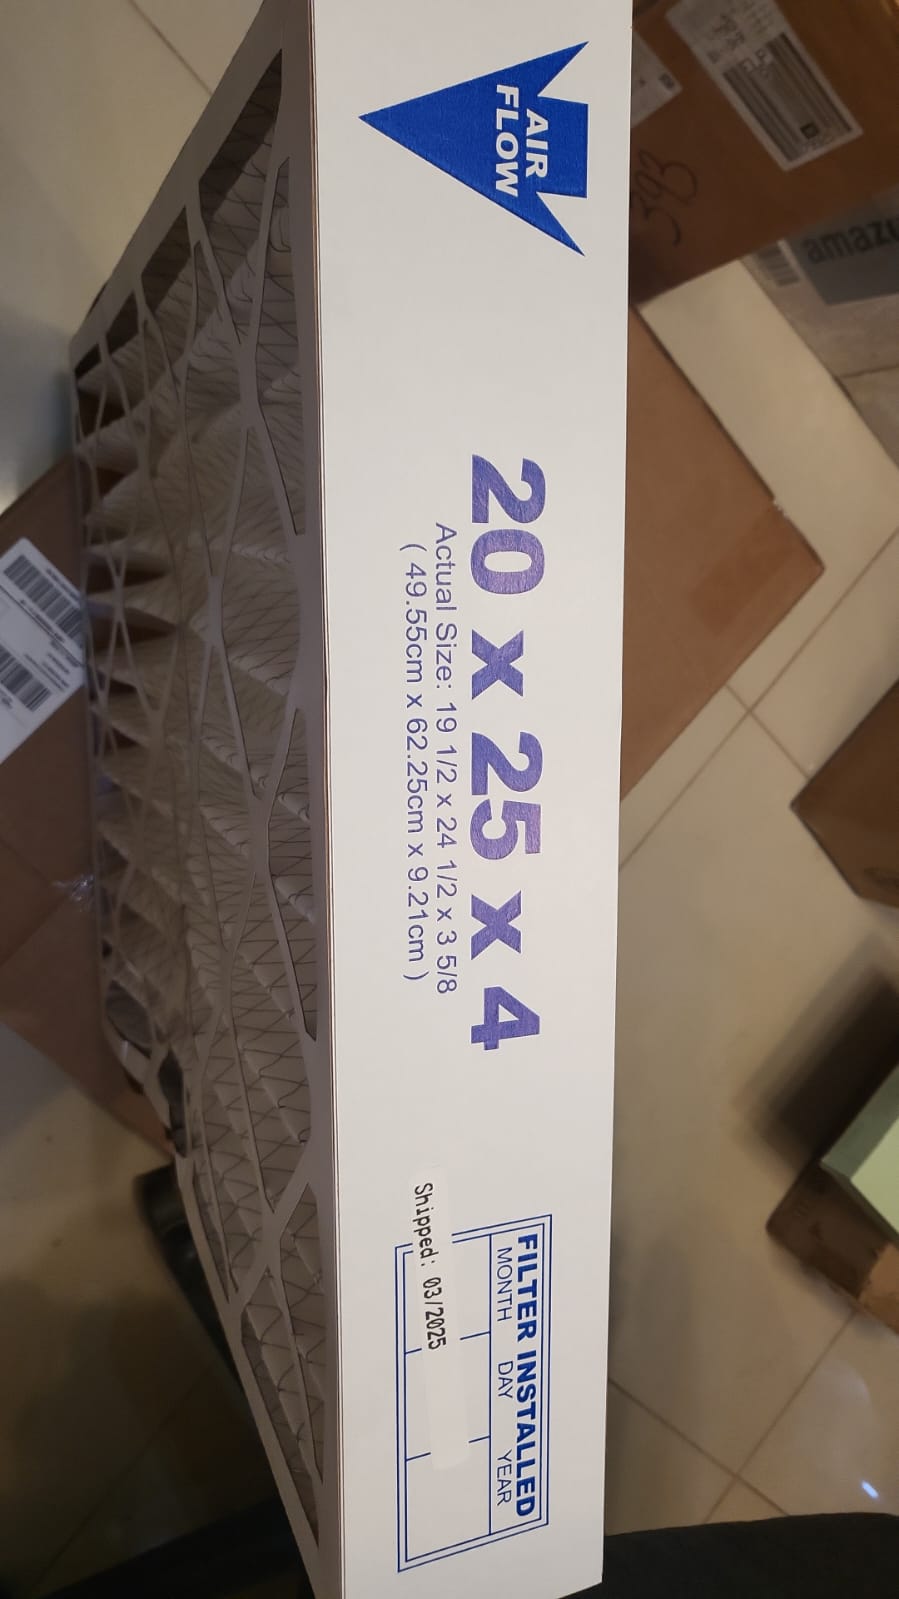 AIR
FLOW
20 x 25 x 4
Actual Size: 19 1/2 x 24 1/2 x 3 5/8
( 49.55cm x 62.25cm x 9.21cm )
FILTER INSTALLED
MONTH DAY YEAR
Shipped: 03/2025
393